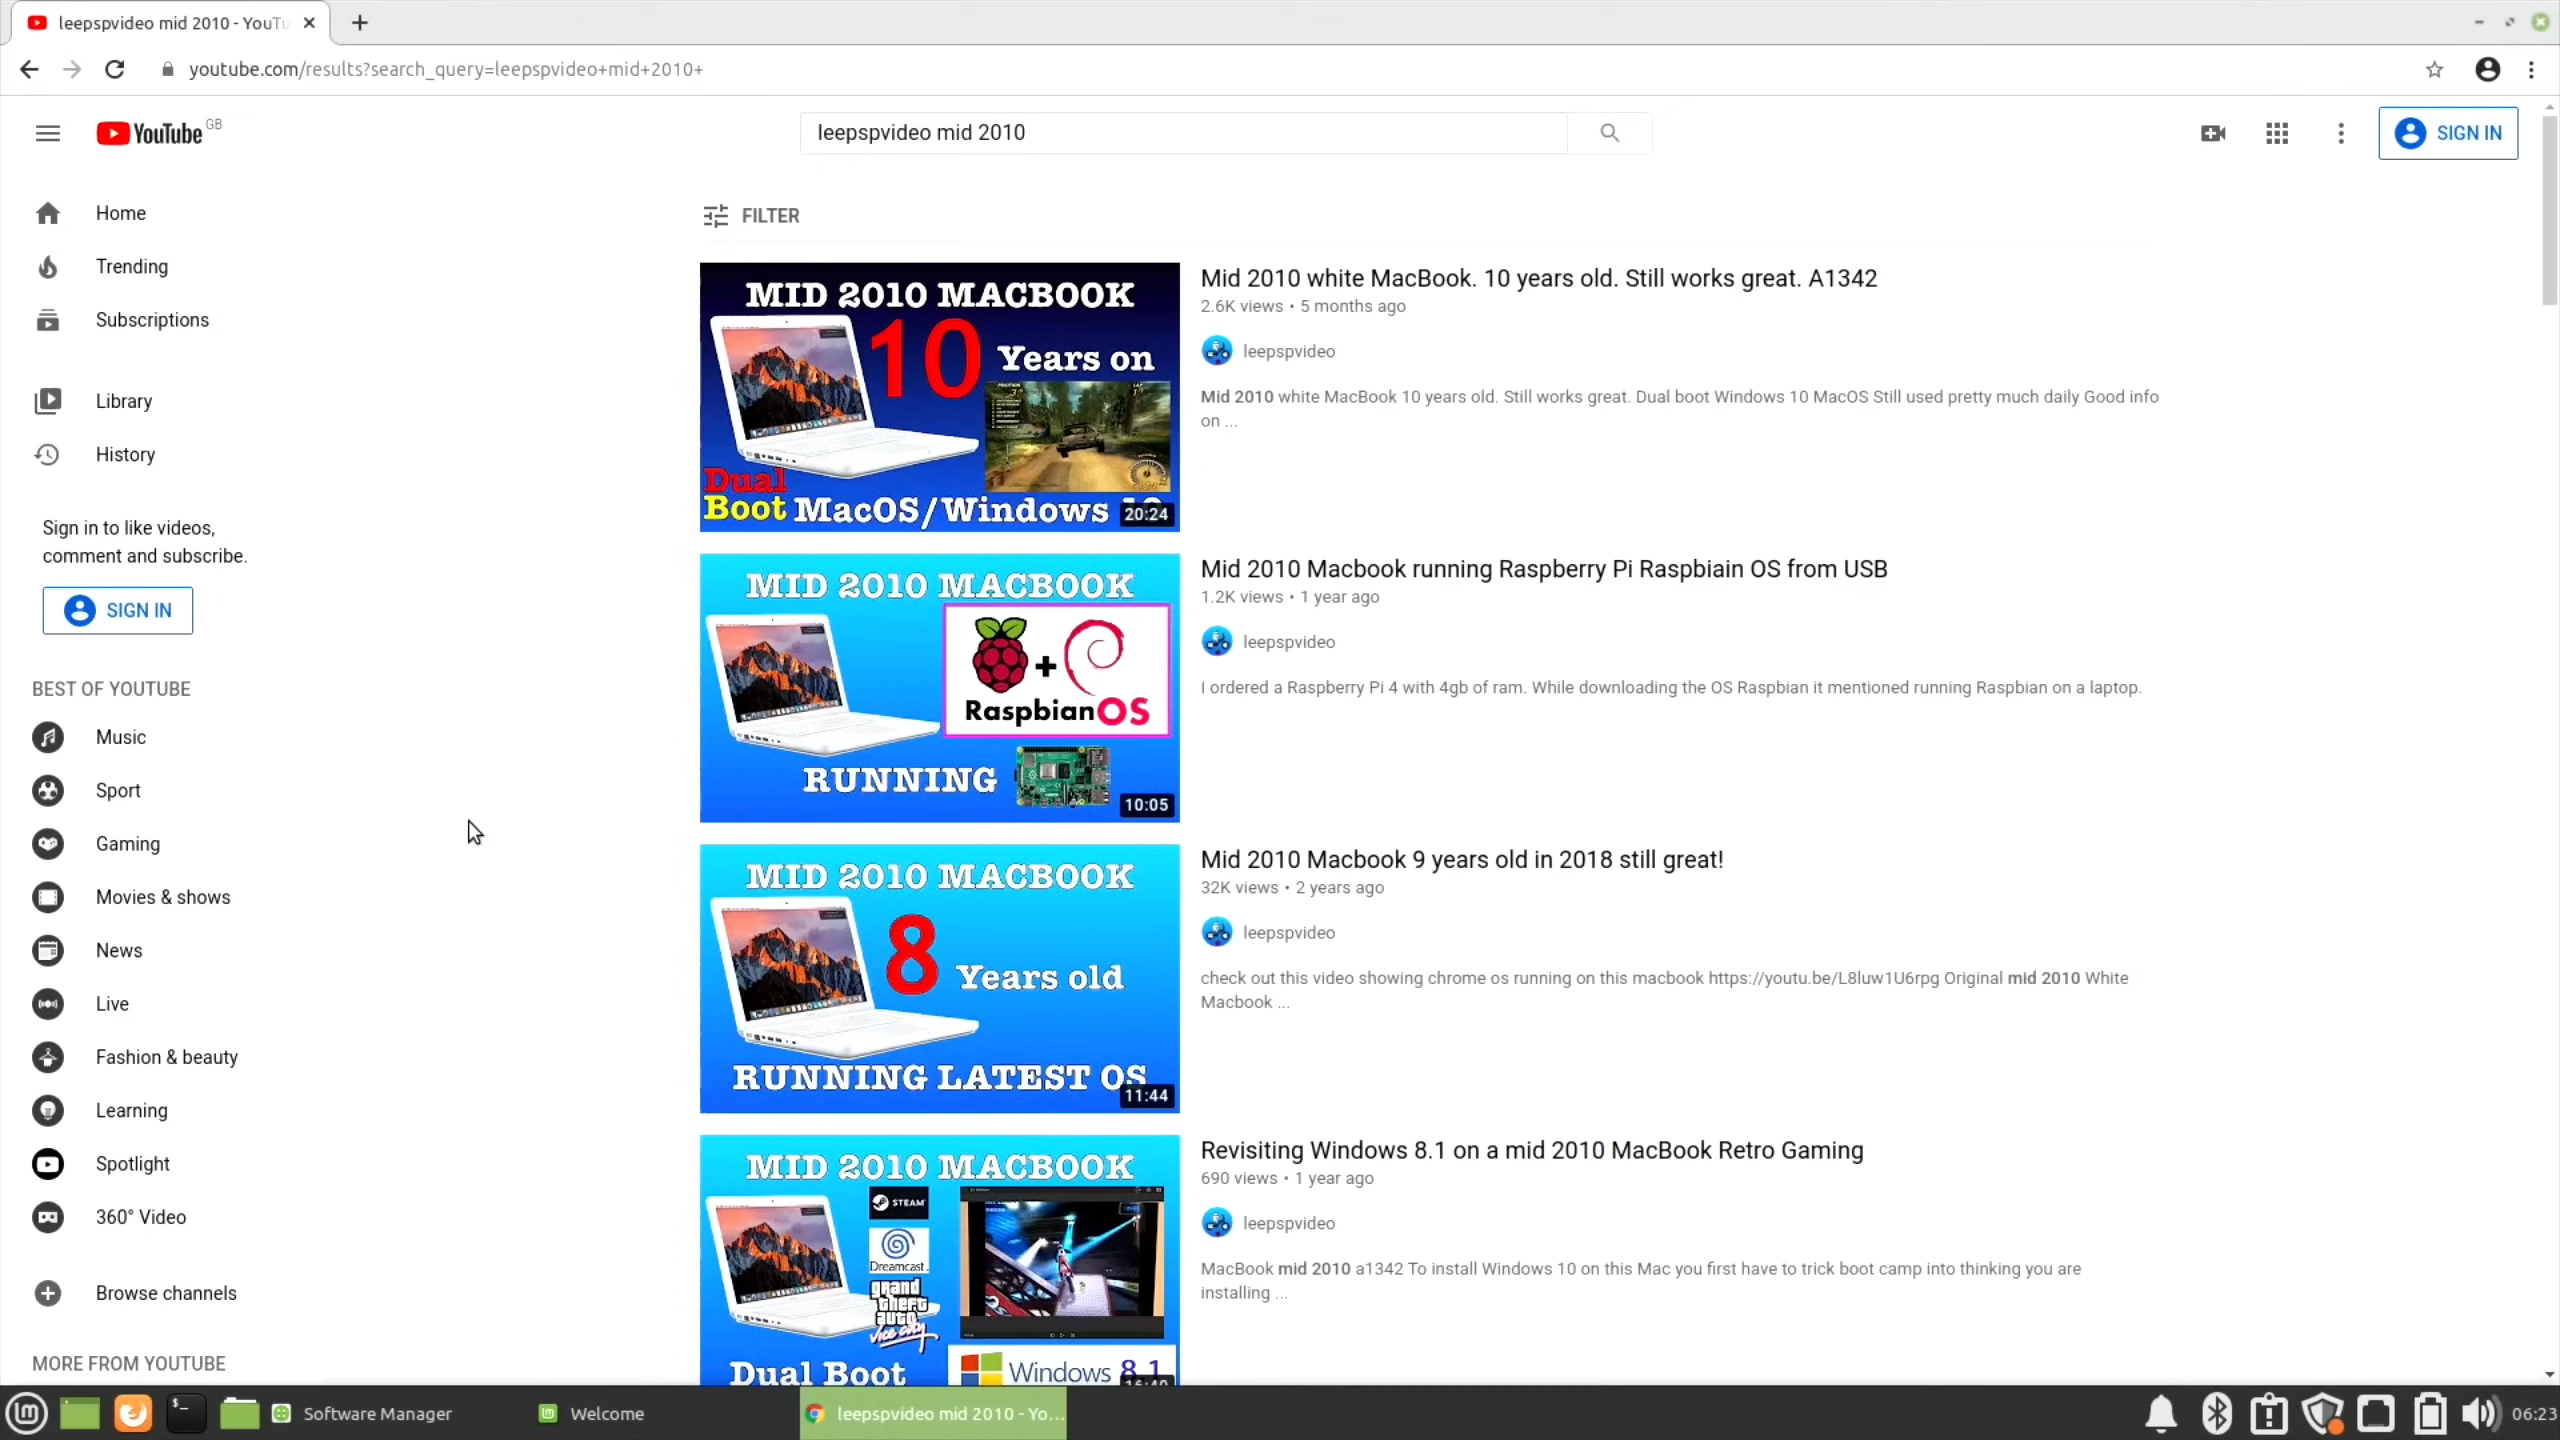 leepspvideo mid 2010 - YouTu
youtube.com/results?search_query=leepspvideo+mid+2010+
YouTube GB
leepspvideo mid 2010
SIGN IN
Home
Trending
Subscriptions
Library
History
Sign in to like videos,
comment and subscribe.
SIGN IN
BEST OF YOUTUBE
Music
Sport
Gaming
Movies & shows
News
Live
Fashion & beauty
Learning
Spotlight
360° Video
Browse channels
MORE FROM YOUTUBE
FILTER
MID 2010 MACBOOK
10 Years on
Dual
Boot MacOS/Windows
20:24
Mid 2010 white MacBook. 10 years old. Still works great. A1342
2.6K views • 5 months ago
leepspvideo
Mid 2010 white MacBook 10 years old. Still works great. Dual boot Windows 10 MacOS Still used pretty much daily Good info
on ...
MID 2010 MACBOOK
RaspbianOS
RUNNING
10:05
Mid 2010 Macbook running Raspberry Pi Raspbiain OS from USB
1.2K views • 1 year ago
leepspvideo
I ordered a Raspberry Pi 4 with 4gb of ram. While downloading the OS Raspbian it mentioned running Raspbian on a laptop.
MID 2010 MACBOOK
8 Years old
RUNNING LATEST OS
11:44
Mid 2010 Macbook 9 years old in 2018 still great!
32K views • 2 years ago
leepspvideo
check out this video showing chrome os running on this macbook https://youtu.be/L8luw1U6rpg Original mid 2010 White
Macbook ...
MID 2010 MACBOOK
STEAM
Dreamcast.
grand
theft
auto
vice city
Dual Boot
Windows 8.1
Revisiting Windows 8.1 on a mid 2010 MacBook Retro Gaming
690 views • 1 year ago
leepspvideo
MacBook mid 2010 a1342 To install Windows 10 on this Mac you first have to trick boot camp into thinking you are
installing ...
Software Manager
Welcome
leepspvideo mid 2010 - Yo...
06:23